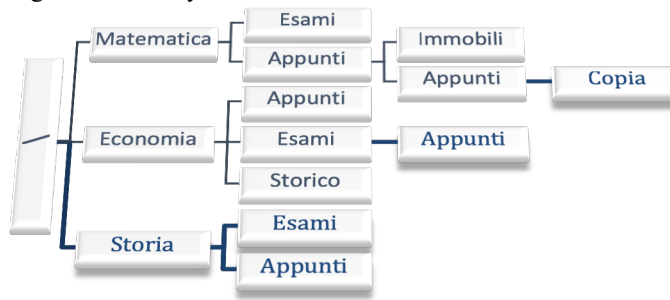 Esami
Matematica
Immobili
Appunti
Appunti
Copia
Appunti
/
Economia
Esami
Appunti
Storico
Esami
Storia
Appunti